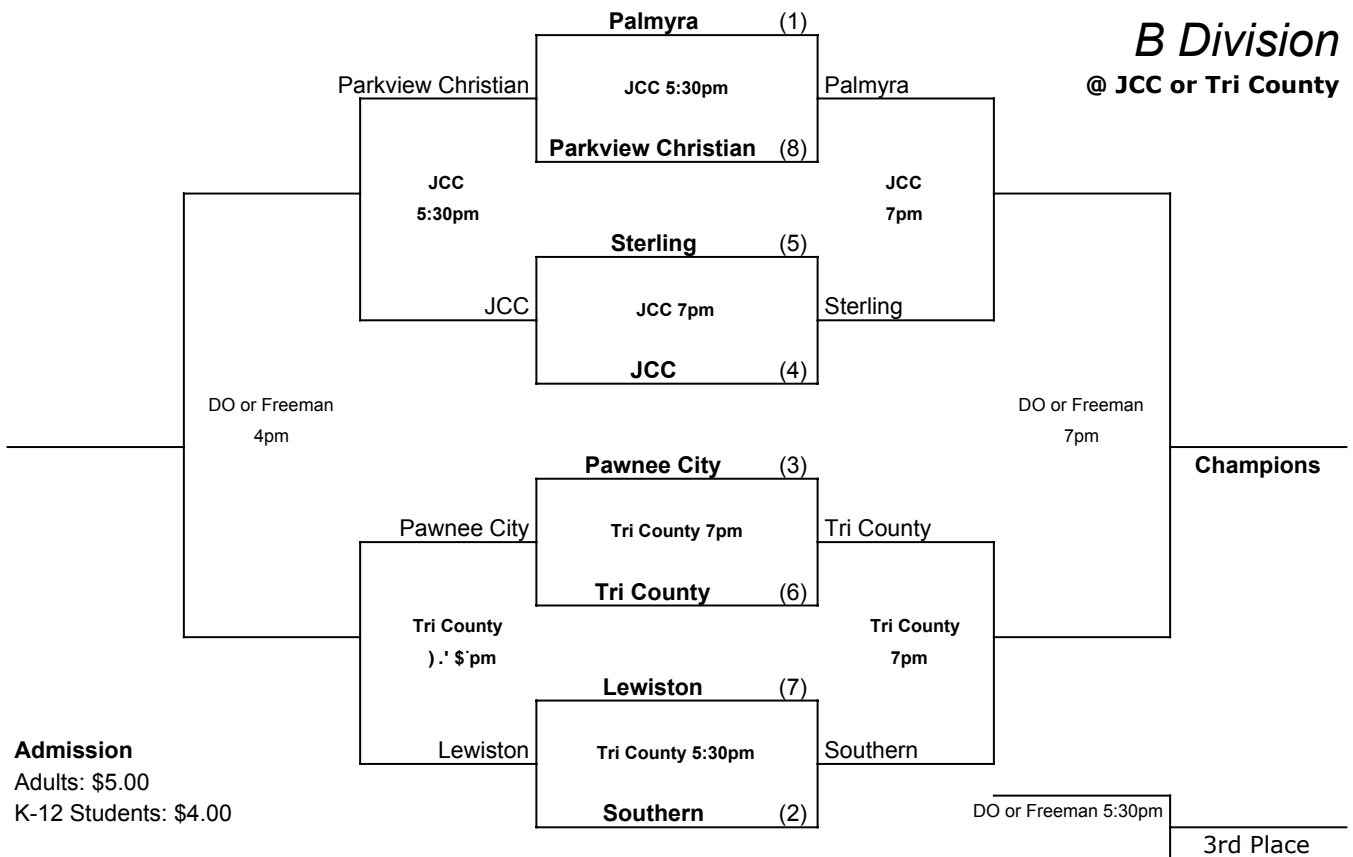 B Division
@ JCC or Tri County
Palmyra (1)
Parkview Christian
JCC 5:30pm
Palmyra
Parkview Christian (8)
JCC
5:30pm
JCC
7pm
Sterling (5)
JCC
JCC 7pm
Sterling
JCC (4)
DO or Freeman
4pm
DO or Freeman
7pm
Pawnee City (3)
Champions
Pawnee City
Tri County 7pm
Tri County
Tri County (6)
Tri County
pm
Tri County
7pm
Lewiston (7)
Lewiston
Tri County 5:30pm
Southern
Southern (2)
Admission
Adults: $5.00
K-12 Students: $4.00
DO or Freeman 5:30pm
3rd Place